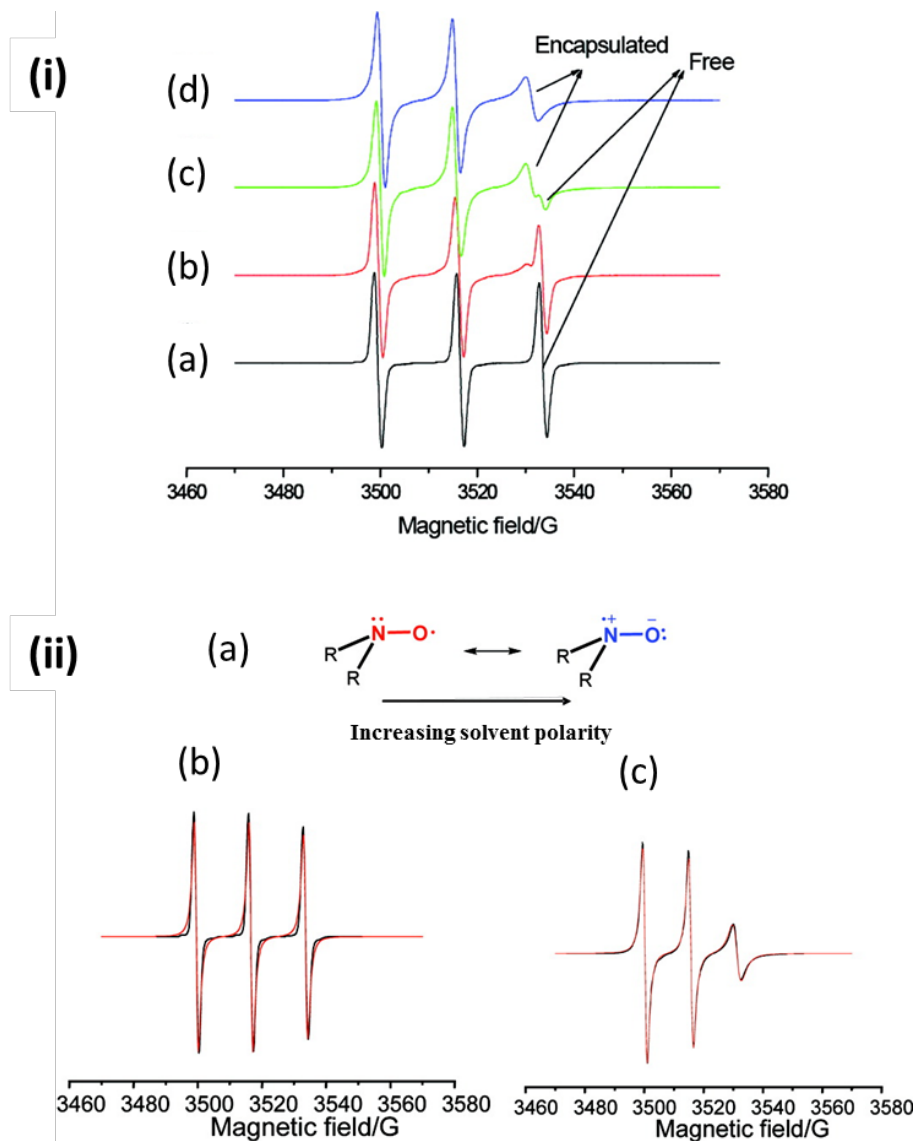 (i)
Encapsulated
Free
(d)
(c)
(b)
(a)
3460 3480 3500 3520 3540 3560 3580
Magnetic field/G
(ii)
(a)
R N O R R N+ O− R
Increasing solvent polarity
(b)
(c)
3460 3480 3500 3520 3540 3560 3580
Magnetic field/G
3460 3480 3500 3520 3540 3560 3580
Magnetic field/G